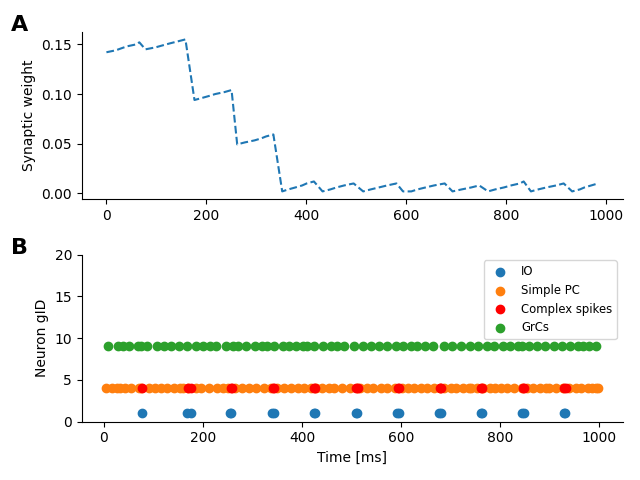 A
0.15
0.10
0.05
0.00
Synaptic weight
0 200 400 600 800 1000
B
20
15
10
5
0
Neuron gID
IO
Simple PC
Complex spikes
GrCs
0 200 400 600 800 1000
Time [ms]